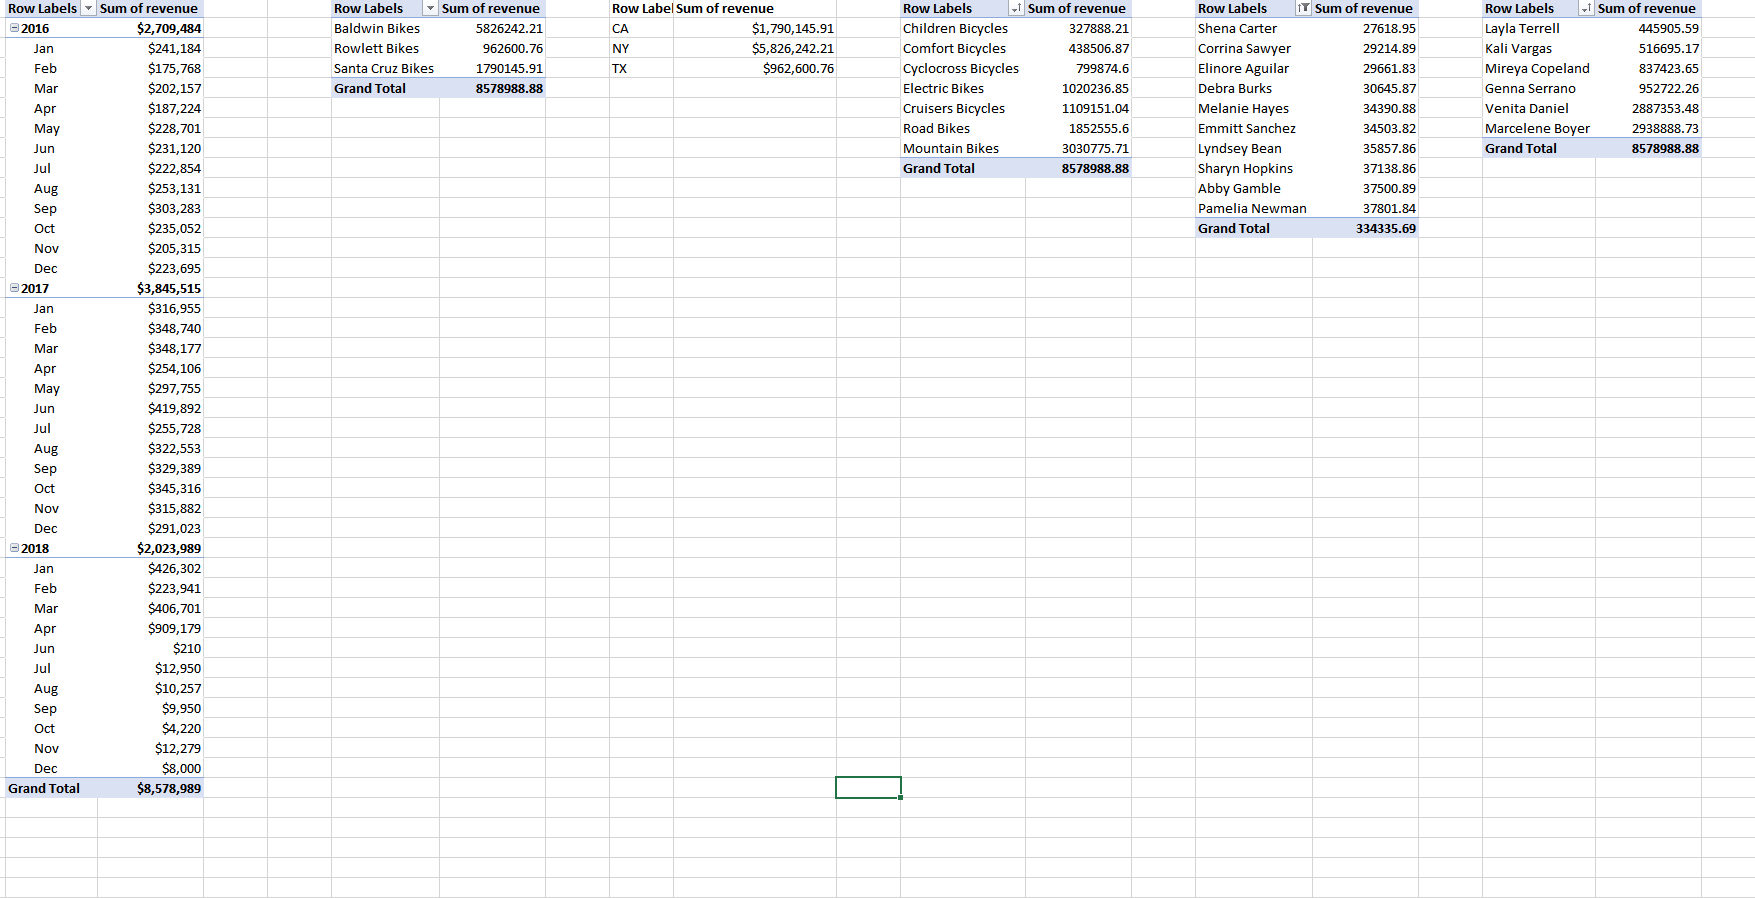 Row Labels Sum of revenue
2016 $2,709,484
Jan $241,184
Feb $175,768
Mar $202,157
Apr $187,224
May $228,701
Jun $231,120
Jul $222,854
Aug $253,131
Sep $303,283
Oct $235,052
Nov $205,315
Dec $223,695
2017 $3,845,515
Jan $316,955
Feb $348,740
Mar $348,177
Apr $254,106
May $297,755
Jun $419,892
Jul $255,728
Aug $322,553
Sep $329,389
Oct $345,316
Nov $315,882
Dec $291,023
2018 $2,023,989
Jan $426,302
Feb $223,941
Mar $406,701
Apr $909,179
Jun $210
Jul $12,950
Aug $10,257
Sep $9,950
Oct $4,220
Nov $12,279
Dec $8,000
Grand Total $8,578,989
Row Labels Sum of revenue
Baldwin Bikes 5826242.21
Rowlett Bikes 962600.76
Santa Cruz Bikes 1790145.91
Grand Total 8578988.88
Row Label Sum of revenue
CA $1,790,145.91
NY $5,826,242.21
TX $962,600.76
Row Labels Sum of revenue
Children Bicycles 327888.21
Comfort Bicycles 438506.87
Cyclocross Bicycles 799874.6
Electric Bikes 1020236.85
Cruisers Bicycles 1109151.04
Road Bikes 1852555.6
Mountain Bikes 3030775.71
Grand Total 8578988.88
Row Labels Sum of revenue
Shena Carter 27618.95
Corrina Sawyer 29214.89
Elinore Aguilar 29661.83
Debra Burks 30645.87
Melanie Hayes 34390.88
Emmitt Sanchez 34503.82
Lyndsey Bean 35857.86
Sharyn Hopkins 37138.86
Abby Gamble 37500.89
Pamelia Newman 37801.84
Grand Total 334335.69
Row Labels Sum of revenue
Layla Terrell 445905.59
Kali Vargas 516695.17
Mireya Copeland 837423.65
Genna Serrano 952722.26
Venita Daniel 2887353.48
Marcelene Boyer 2938888.73
Grand Total 8578988.88